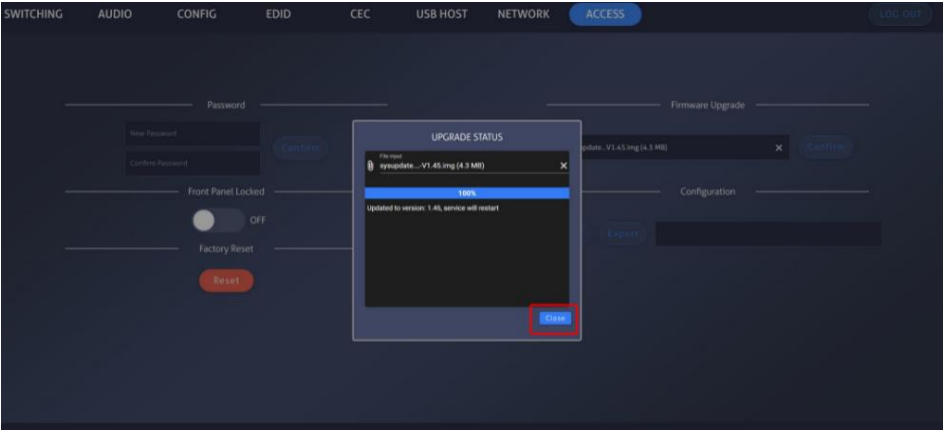 SWITCHING AUDIO CONFIG EDID CEC USB HOST NETWORK ACCESS LOG OUT
Password
New Password
Confirm
Confirm Password
Front Panel Locked
OFF
Factory Reset
Reset
UPGRADE STATUS
File input
sysupdate...-V1.45.img (4.3 MB)
100%
Updated to version: 1.45, service will restart
Close
Firmware Upgrade
update..V1.45.img (4.3 MB)
Confirm
Configuration
Export